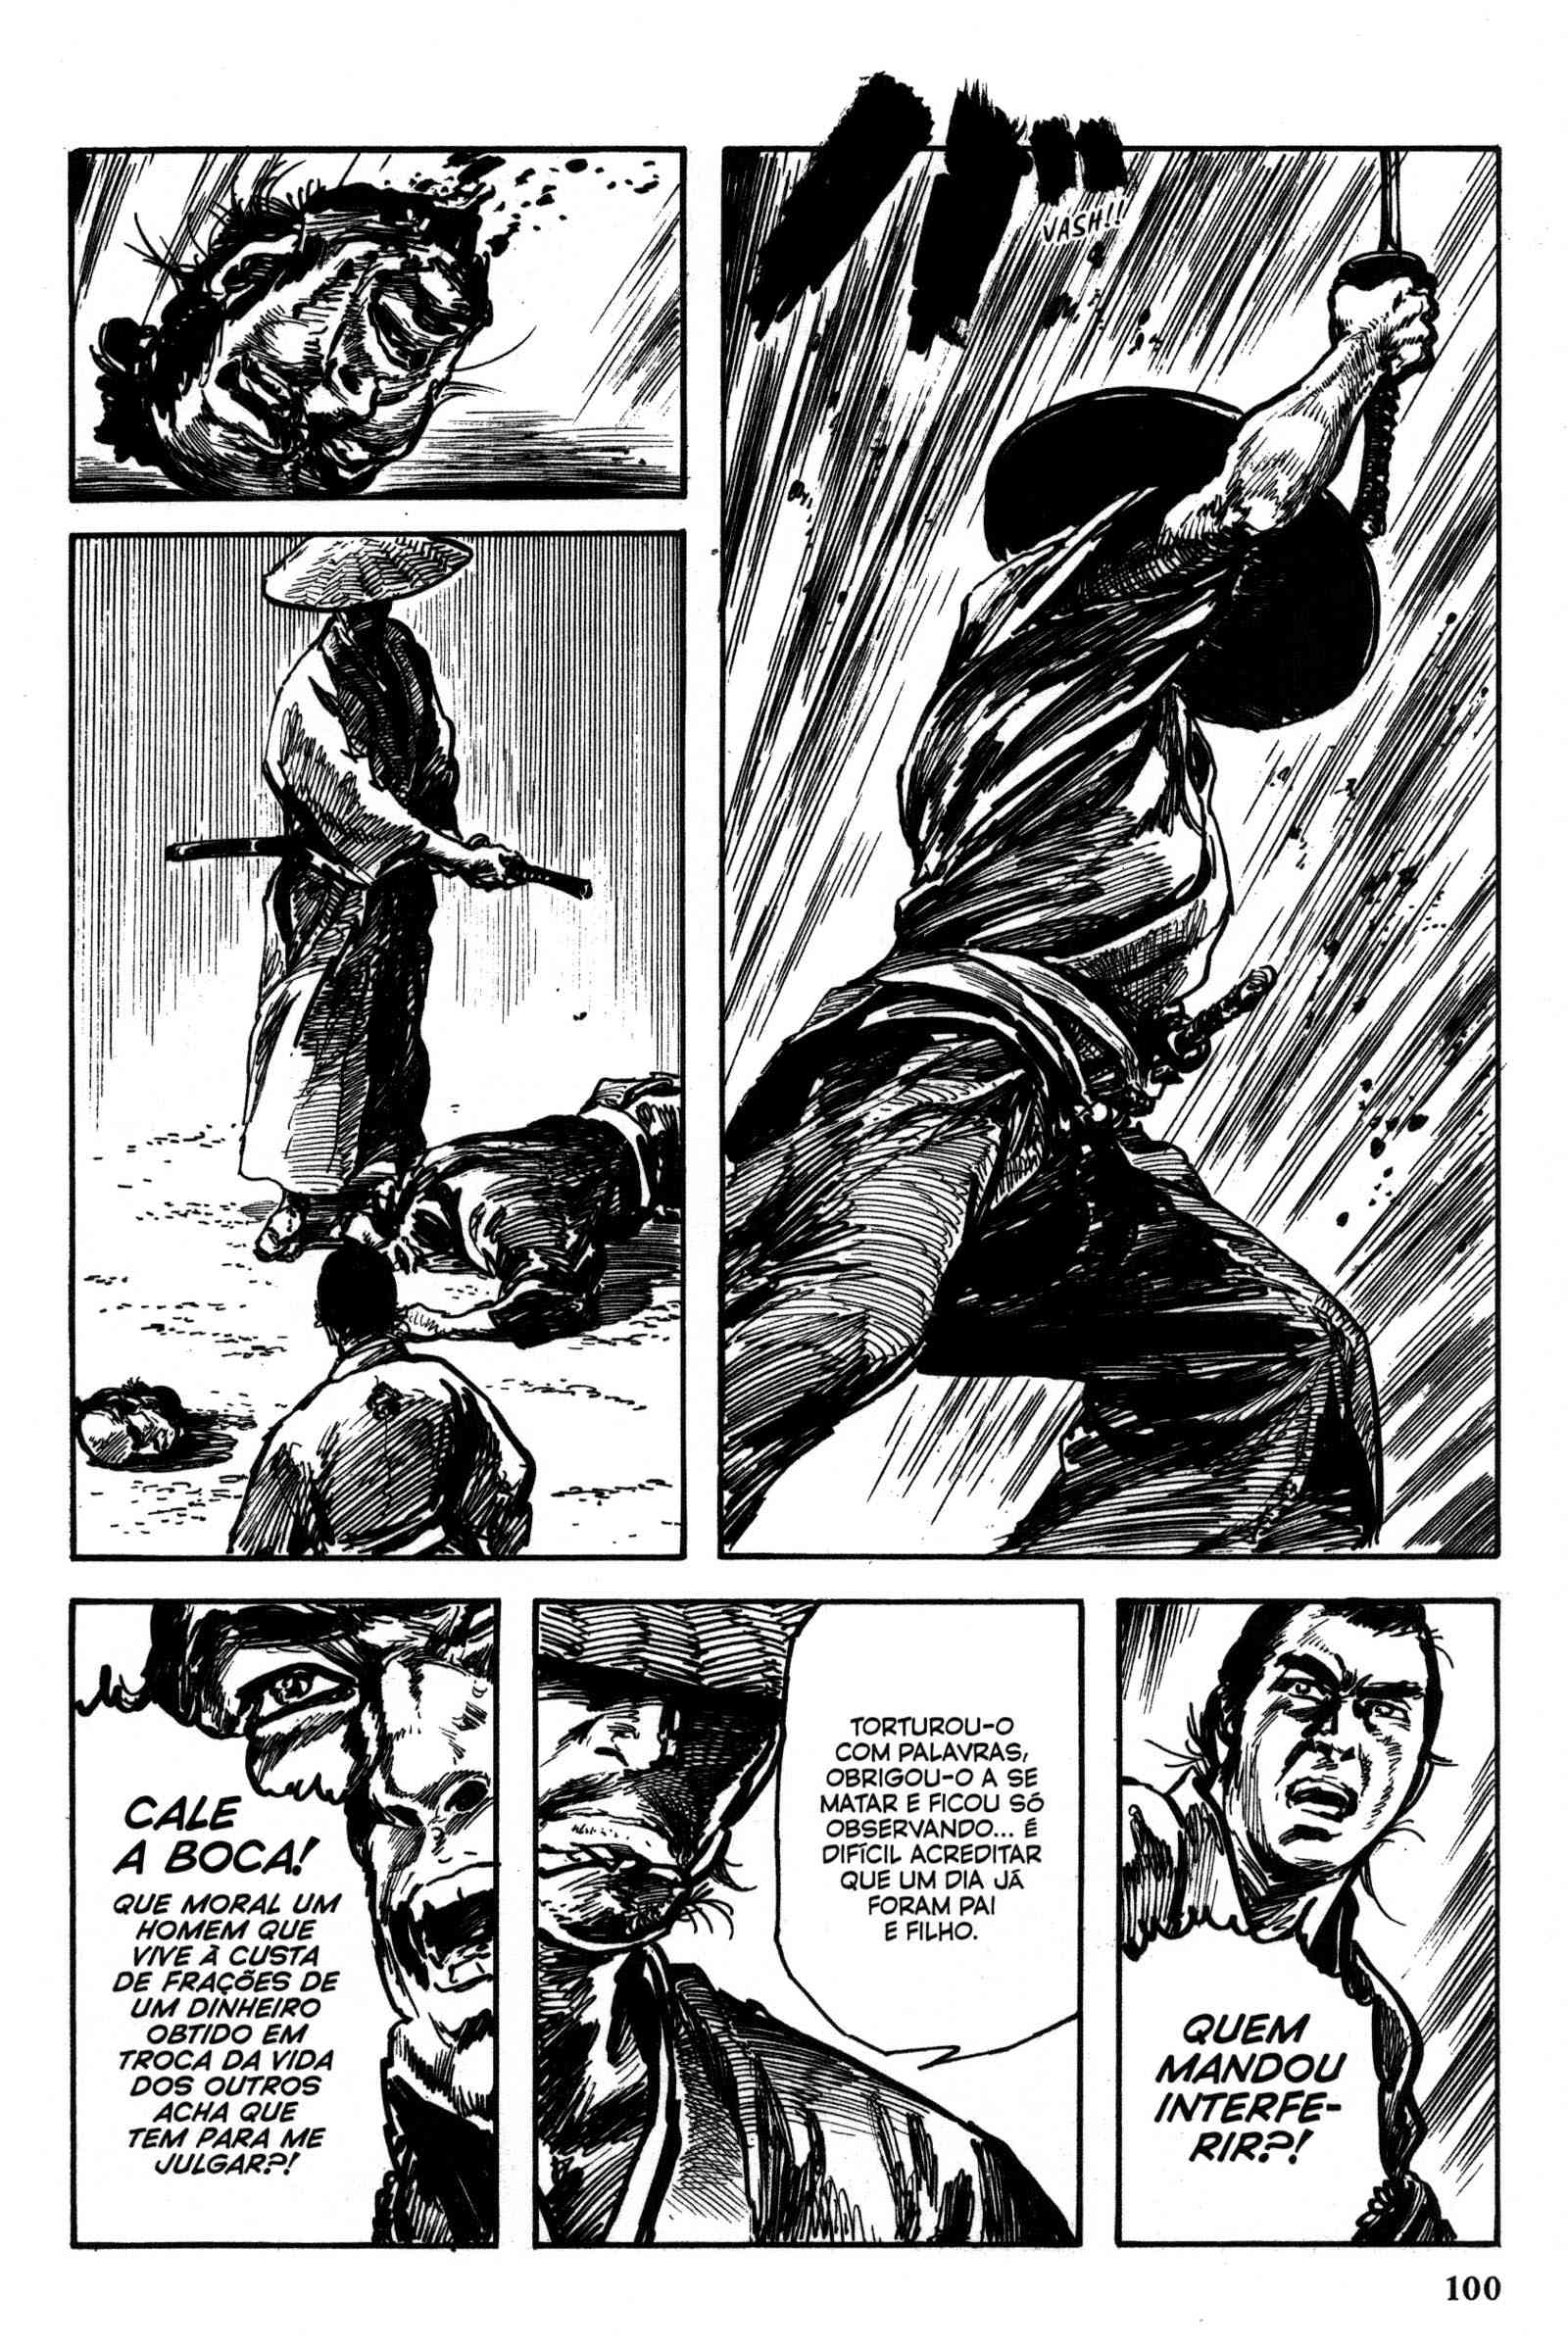 VASH!!
QUEM
MANDOU
INTERFE-
RIR?!
TORTUROU-O
COM PALAVRAS,
OBRIGOU-O A SE
MATAR E FICOU SÓ
OBSERVANDO... É
DIFÍCIL ACREDITAR
QUE UM DIA JÁ
FORAM PAI
E FILHO.
CALE
A BOCA!
QUE MORAL UM
HOMEM QUE
VIVE À CUSTA
DE FRAÇÕES DE
UM DINHEIRO
OBTIDO EM
TROCA DA VIDA
DOS OUTROS
ACHA QUE
TEM PARA ME
JULGAR?!
100